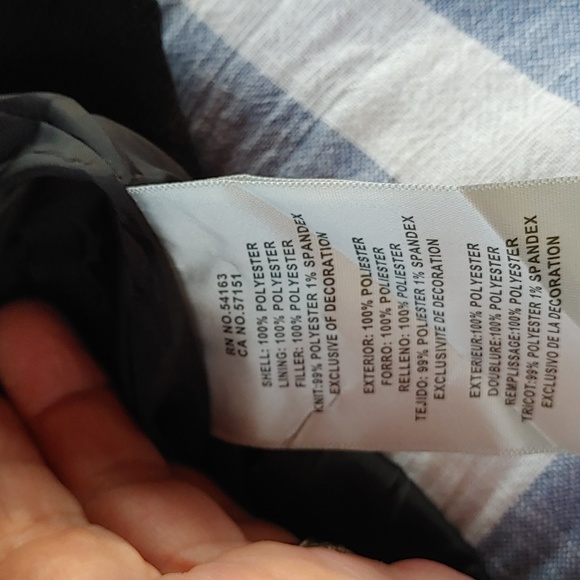 RN NO.54163
CA NO.57151
SHELL: 100% POLYESTER
LINING: 100% POLYESTER
FILLER: 100% POLYESTER
KNIT:99% POLYESTER 1% SPANDEX
EXCLUSIVE OF DECORATION
EXTERIOR: 100% POLIESTER
FORRO: 100% POLIESTER
RELLENO: 100% POLIESTER
TEJIDO: 99% POLIESTER 1% SPANDEX
EXCLUSIVITE DE DECORATION
EXTERIEUR:100% POLYESTER
DOUBLURE:100% POLYESTER
REMPLISSAGE:100% POLYESTER
TRICOT:99% POLYESTER 1% SPANDEX
EXCLUSIVO DE LA DECORATION